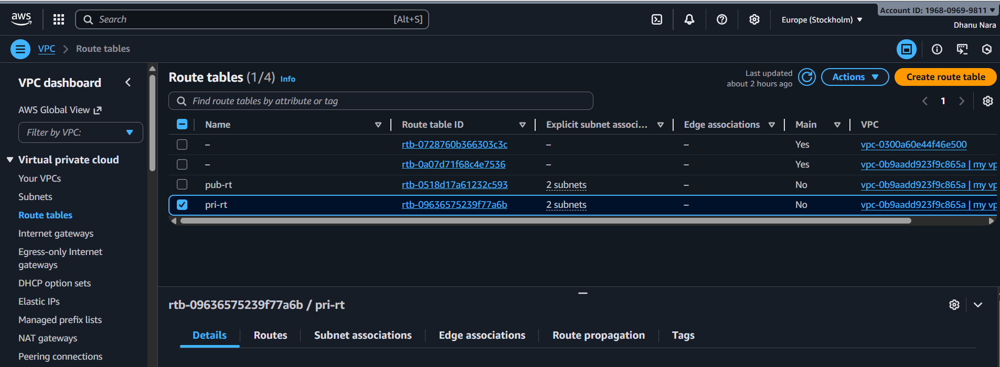 aws
Search
[Alt+S]
Europe (Stockholm)
Account ID: 1968-0969-9811
Dhanu Nara
VPC
Route tables
VPC dashboard
AWS Global View
Filter by VPC:
Virtual private cloud
Your VPCs
Subnets
Route tables
Internet gateways
Egress-only Internet
gateways
DHCP option sets
Elastic IPs
Managed prefix lists
NAT gateways
Peering connections
Route tables (1/4) Info
Last updated
about 2 hours ago
Actions
Create route table
Find route tables by attribute or tag
1
Name Route table ID Explicit subnet associ... Edge associations Main VPC
– rtb-0728760b366303c3c – – Yes vpc-0300a60e44f46e500
– rtb-0a07d71f68c4e7536 – – Yes vpc-0b9aadd923f9c865a | my vp
pub-rt rtb-0518d17a61232c593 2 subnets – No vpc-0b9aadd923f9c865a | my vp
pri-rt rtb-09636575239f77a6b 2 subnets – No vpc-0b9aadd923f9c865a | my vp
rtb-09636575239f77a6b / pri-rt
Details Routes Subnet associations Edge associations Route propagation Tags